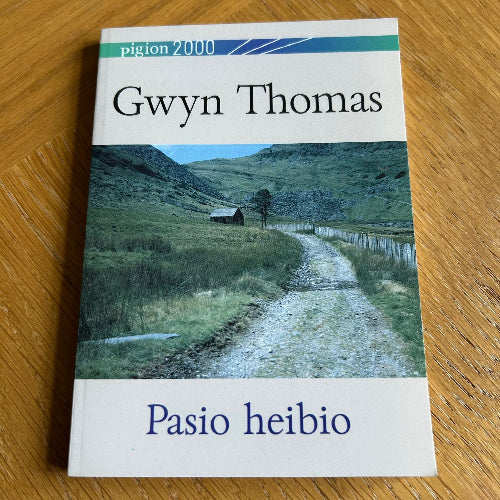 pigion 2000
Gwyn Thomas
Pasio heibio